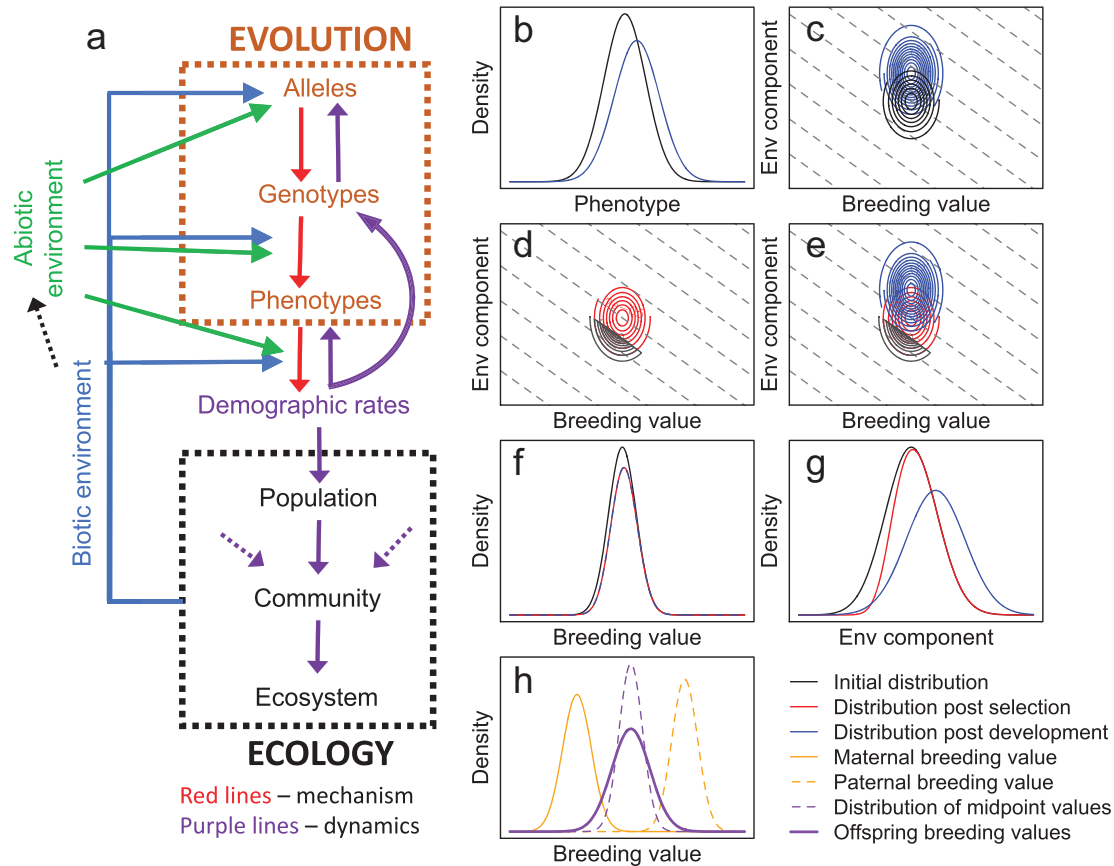 a
EVOLUTION
Alleles
Genotypes
Phenotypes
Abiotic
environment
Biotic environment
Demographic rates
Population
Community
Ecosystem
ECOLOGY
Red lines – mechanism
Purple lines – dynamics
b
Density
Phenotype
c
Env component
Breeding value
d
Env component
Breeding value
e
Env component
Breeding value
f
Density
Breeding value
g
Density
Env component
h
Density
Breeding value
Initial distribution
Distribution post selection
Distribution post development
Maternal breeding value
Paternal breeding value
Distribution of midpoint values
Offspring breeding values